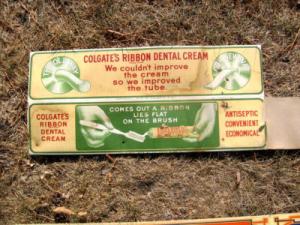 COLGATE'S RIBBON DENTAL CREAM
We couldn't improve
the cream
so we improved
the tube.
COLGATE'S
RIBBON
DENTAL
CREAM
COMES OUT A RIBBON
LIES FLAT
ON THE BRUSH
ANTISEPTIC
CONVENIENT
ECONOMICAL